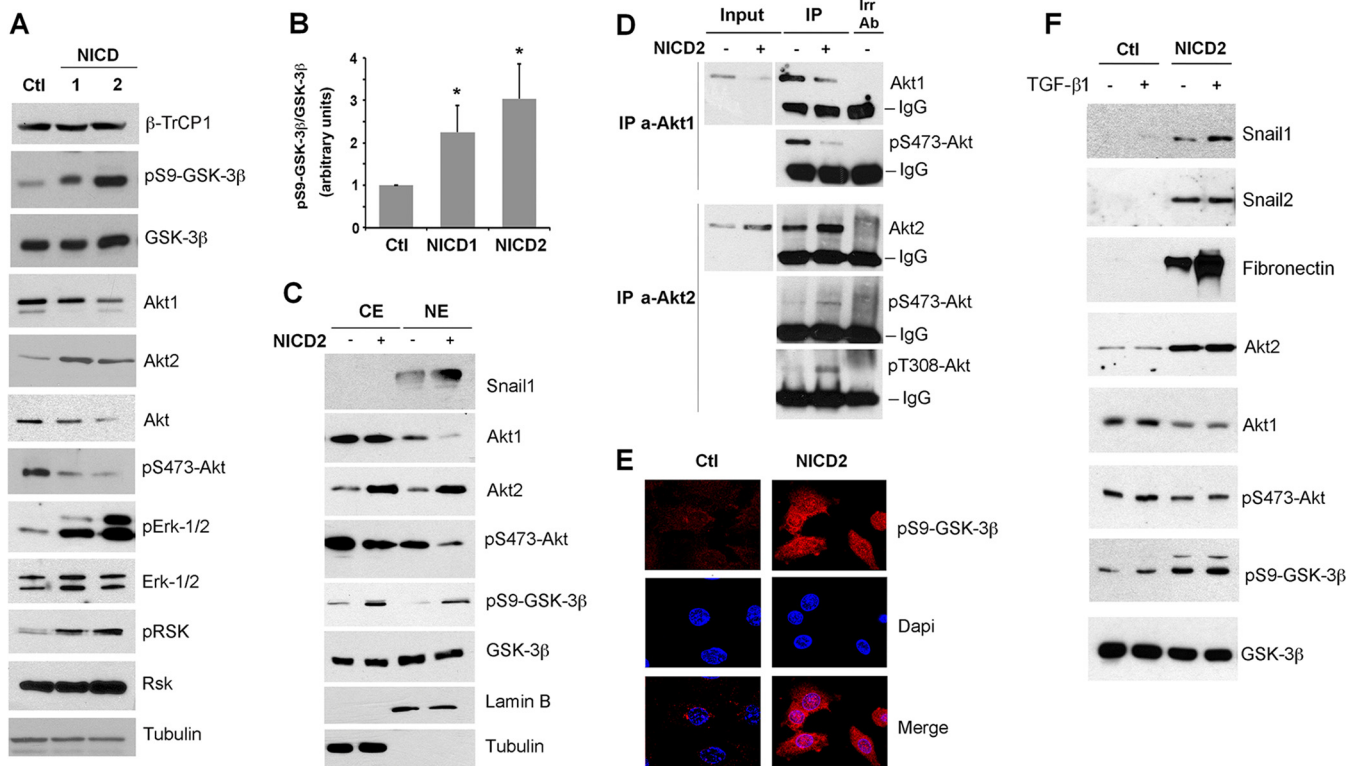 A
NICD
Ctl 1 2
β-TrCP1
pS9-GSK-3β
GSK-3β
Akt1
Akt2
Akt
pS473-Akt
pErk-1/2
Erk-1/2
pRSK
Rsk
Tubulin
B
pS9-GSK-3β/GSK-3β
(arbitrary units)
4
3
2
1
0
*
*
Ctl NICD1 NICD2
C
CE NE
NICD2 - + - +
Snail1
Akt1
Akt2
pS473-Akt
pS9-GSK-3β
GSK-3β
Lamin B
Tubulin
D
Input IP Irr
Ab
NICD2 - + - + -
IP a-Akt1
Akt1
IgG
pS473-Akt
IgG
IP a-Akt2
Akt2
IgG
pS473-Akt
IgG
pT308-Akt
IgG
E
Ctl NICD2
pS9-GSK-3β
Dapi
Merge
F
Ctl NICD2
TGF-β1 - + - +
Snail1
Snail2
Fibronectin
Akt2
Akt1
pS473-Akt
pS9-GSK-3β
GSK-3β